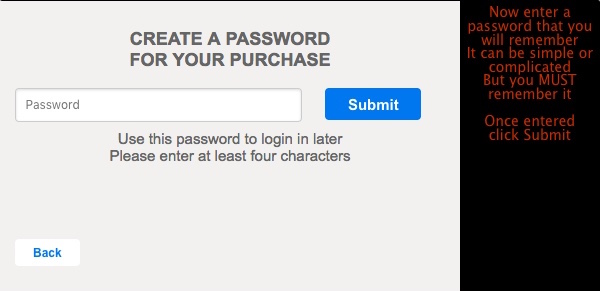 CREATE A PASSWORD
FOR YOUR PURCHASE
Password
Submit
Use this password to login in later
Please enter at least four characters
Back
Now enter a
password that you
will remember
It can be simple or
complicated
But you MUST
remember it
Once entered
click Submit